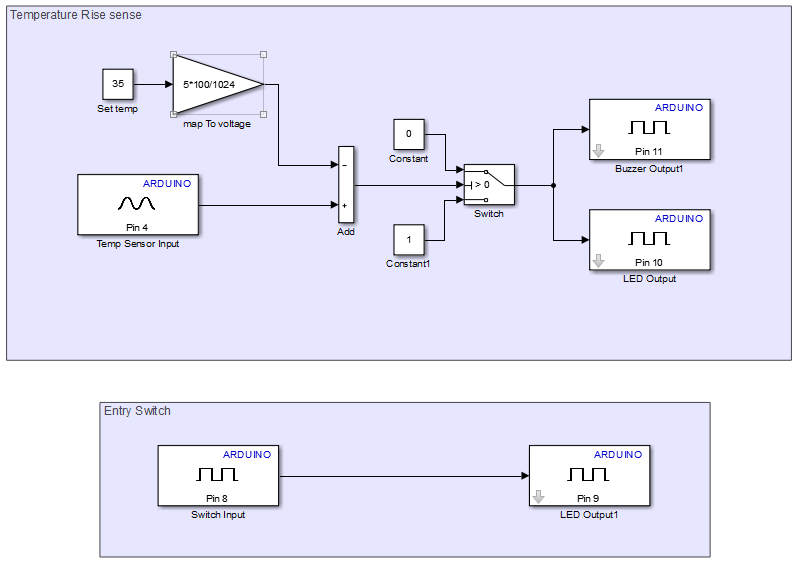 Temperature Rise sense
35
Set temp
5*100/1024
map To voltage
ARDUINO
Pin 4
Temp Sensor Input
-
+
Add
0
Constant
1
Constant1
> 0
Switch
ARDUINO
Pin 11
Buzzer Output1
ARDUINO
Pin 10
LED Output
Entry Switch
ARDUINO
Pin 8
Switch Input
ARDUINO
Pin 9
LED Output1